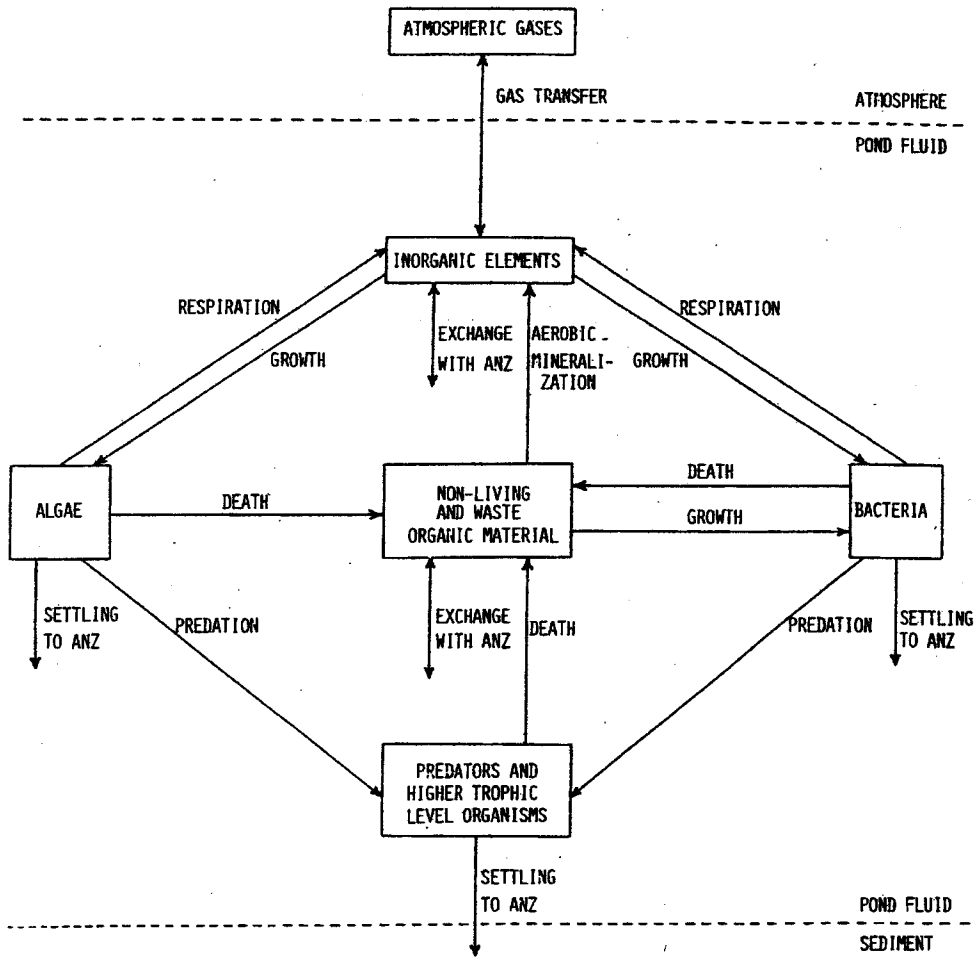 ATMOSPHERIC GASES
GAS TRANSFER
ATMOSPHERE
POND FLUID
INORGANIC ELEMENTS
RESPIRATION
GROWTH
EXCHANGE
WITH ANZ
AEROBIC
MINERALI-
ZATION
GROWTH
RESPIRATION
ALGAE
DEATH
NON-LIVING
AND WASTE
ORGANIC MATERIAL
DEATH
GROWTH
BACTERIA
SETTLING
TO ANZ
PREDATION
EXCHANGE
WITH ANZ
DEATH
PREDATION
SETTLING
TO ANZ
PREDATORS AND
HIGHER TROPHIC
LEVEL ORGANISMS
SETTLING
TO ANZ
POND FLUID
SEDIMENT